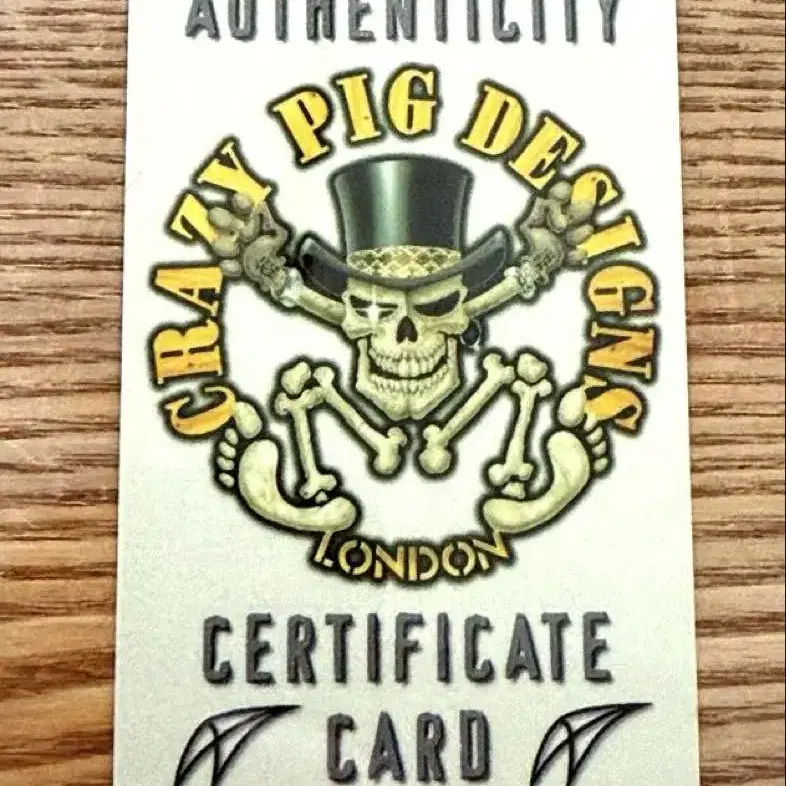 AUTHENTICITY
CRAZY PIG DESIGNS
LONDON
CERTIFICATE
CARD